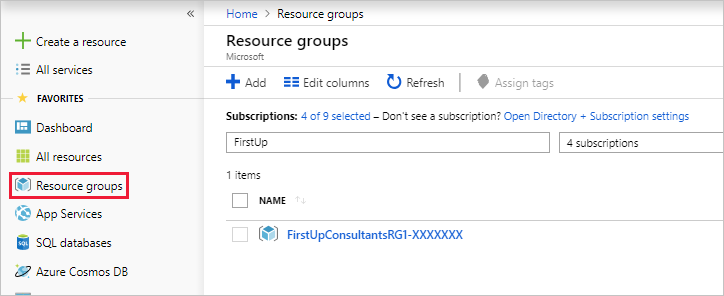 «
Create a resource
All services
FAVORITES
Dashboard
All resources
Resource groups
App Services
SQL databases
Azure Cosmos DB
Home > Resource groups
Resource groups
Microsoft
Add Edit columns Refresh Assign tags
Subscriptions: 4 of 9 selected – Don't see a subscription? Open Directory + Subscription settings
FirstUp 4 subscriptions
1 items
NAME ↑↓
FirstUpConsultantsRG1-XXXXXXX